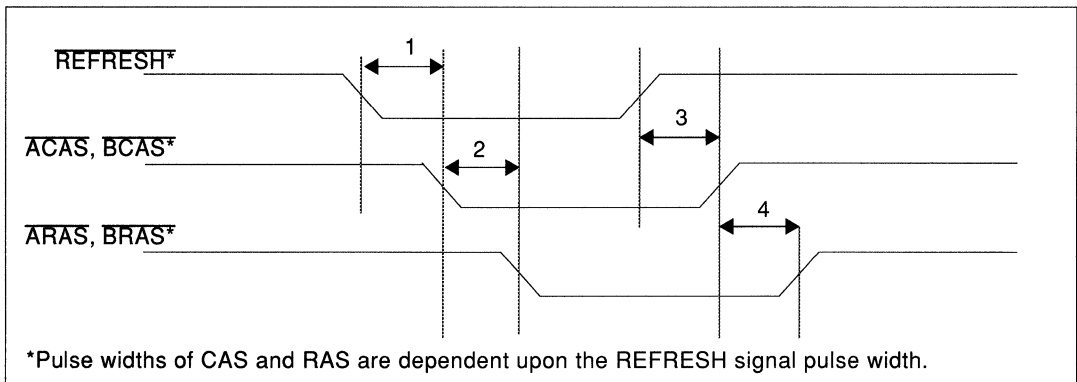 1
REFRESH*
3
ACAS, BCAS*
2
4
ARAS, BRAS*
*Pulse widths of CAS and RAS are dependent upon the REFRESH signal pulse width.